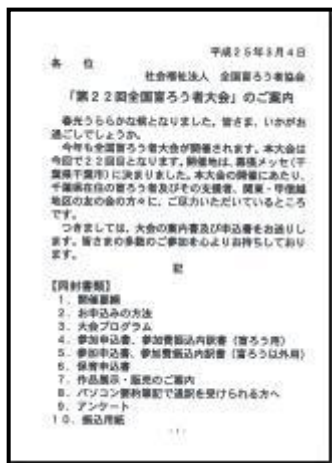 平成25年3月4日
各　位
社会福祉法人　全国盲ろう者協会
「第22回全国盲ろう者大会」のご案内
春光うららかな候となりました。皆さま、いかがお
過ごしでしょうか。
今年も全国盲ろう者大会が開催されます。本大会は
今回で22回目となります。開催地は、幕張メッセ(千
葉県千葉市)に決まりました。本大会の開催にあたり、
千葉県在住の盲ろう者及びその支援者、関東・甲信越
地区の友の会の方々に、ご尽力いただいているところ
です。
つきましては、大会の案内書及び申込書をお送りし
ます。皆さまの多数のご参加を心よりお待ちしており
ます。
記
【同封書類】
1．開催要綱
2．お申込みの方法
3．大会プログラム
4．参加申込書、参加費振込内訳書（盲ろう用）
5．参加申込書、参加費振込内訳書（盲ろう以外用）
6．保育申込書
7．作品展示・販売のご案内
8．パソコン要約筆記で通訳を受けられる方へ
9．アンケート
10．振込用紙
- 1 -